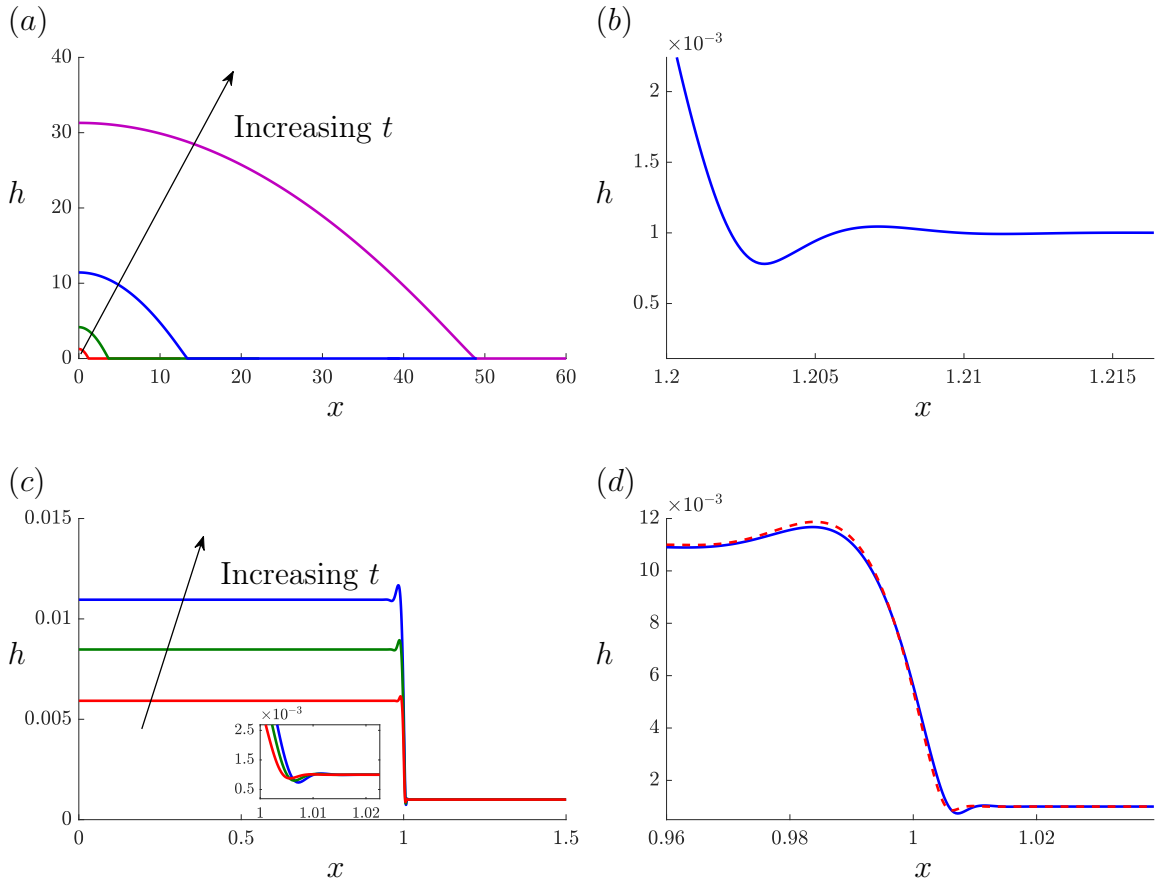 (a)
40
30
20
10
0
h
Increasing t
0 10 20 30 40 50 60
x
(b)
×10⁻³
2
1.5
1
0.5
h
1.2 1.205 1.21 1.215
x
(c)
0.015
0.01
0.005
0
h
Increasing t
×10⁻³
2.5
1.5
0.5
1 1.01 1.02
0 0.5 1 1.5
x
(d)
×10⁻³
12
10
8
6
4
2
h
0.96 0.98 1 1.02
x